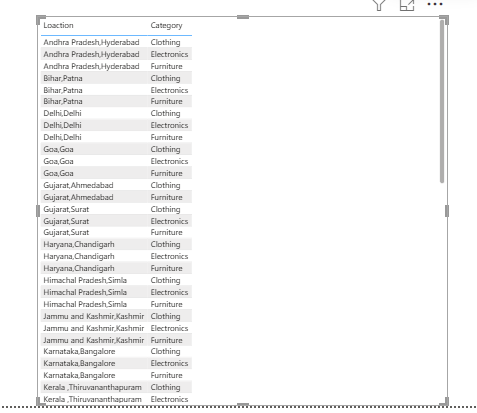 Loaction Category
Andhra Pradesh,Hyderabad Clothing
Andhra Pradesh,Hyderabad Electronics
Andhra Pradesh,Hyderabad Furniture
Bihar,Patna Clothing
Bihar,Patna Electronics
Bihar,Patna Furniture
Delhi,Delhi Clothing
Delhi,Delhi Electronics
Delhi,Delhi Furniture
Goa,Goa Clothing
Goa,Goa Electronics
Goa,Goa Furniture
Gujarat,Ahmedabad Clothing
Gujarat,Ahmedabad Furniture
Gujarat,Surat Clothing
Gujarat,Surat Electronics
Gujarat,Surat Furniture
Haryana,Chandigarh Clothing
Haryana,Chandigarh Electronics
Haryana,Chandigarh Furniture
Himachal Pradesh,Simla Clothing
Himachal Pradesh,Simla Electronics
Himachal Pradesh,Simla Furniture
Jammu and Kashmir,Kashmir Clothing
Jammu and Kashmir,Kashmir Electronics
Jammu and Kashmir,Kashmir Furniture
Karnataka,Bangalore Clothing
Karnataka,Bangalore Electronics
Karnataka,Bangalore Furniture
Kerala ,Thiruvananthapuram Clothing
Kerala ,Thiruvananthapuram Electronics